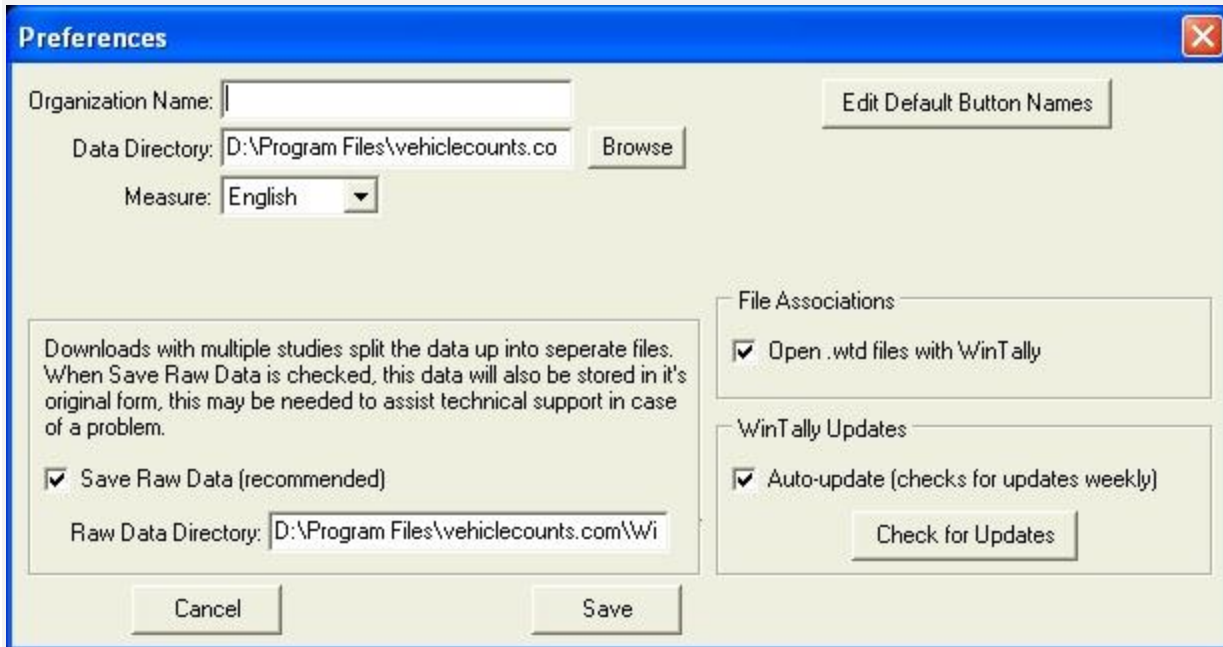 Preferences
Organization Name:
Edit Default Button Names
Data Directory: D:\Program Files\vehiclecounts.co Browse
Measure: English
File Associations
Open .wtd files with WinTally
Downloads with multiple studies split the data up into seperate files.
When Save Raw Data is checked, this data will also be stored in it's
original form, this may be needed to assist technical support in case
of a problem.
Save Raw Data (recommended)
Raw Data Directory: D:\Program Files\vehiclecounts.com\\Wi
WinTally Updates
Auto-update (checks for updates weekly)
Check for Updates
Cancel
Save